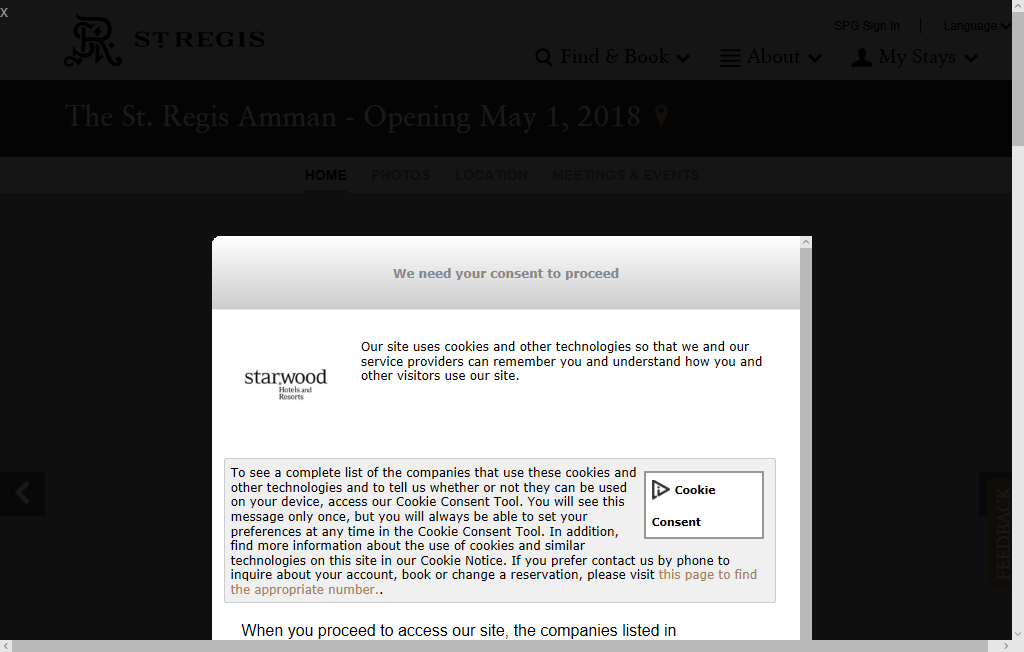 X
SPG Sign In
Language
ST REGIS
Find & Book
About
My Stays
The St. Regis Amman - Opening May 1, 2018
HOME
PHOTOS
LOCATION
MEETINGS & EVENTS
We need your consent to proceed
Our site uses cookies and other technologies so that we and our
service providers can remember you and understand how you and
other visitors use our site.
starwood
Hotels and
Resorts
To see a complete list of the companies that use these cookies and
other technologies and to tell us whether or not they can be used
on your device, access our Cookie Consent Tool. You will see this
message only once, but you will always be able to set your
preferences at any time in the Cookie Consent Tool. In addition,
find more information about the use of cookies and similar
technologies on this site in our Cookie Notice. If you prefer contact us by phone to
inquire about your account, book or change a reservation, please visit this page to find
the appropriate number..
Cookie
Consent
FEEDBACK
When you proceed to access our site, the companies listed in